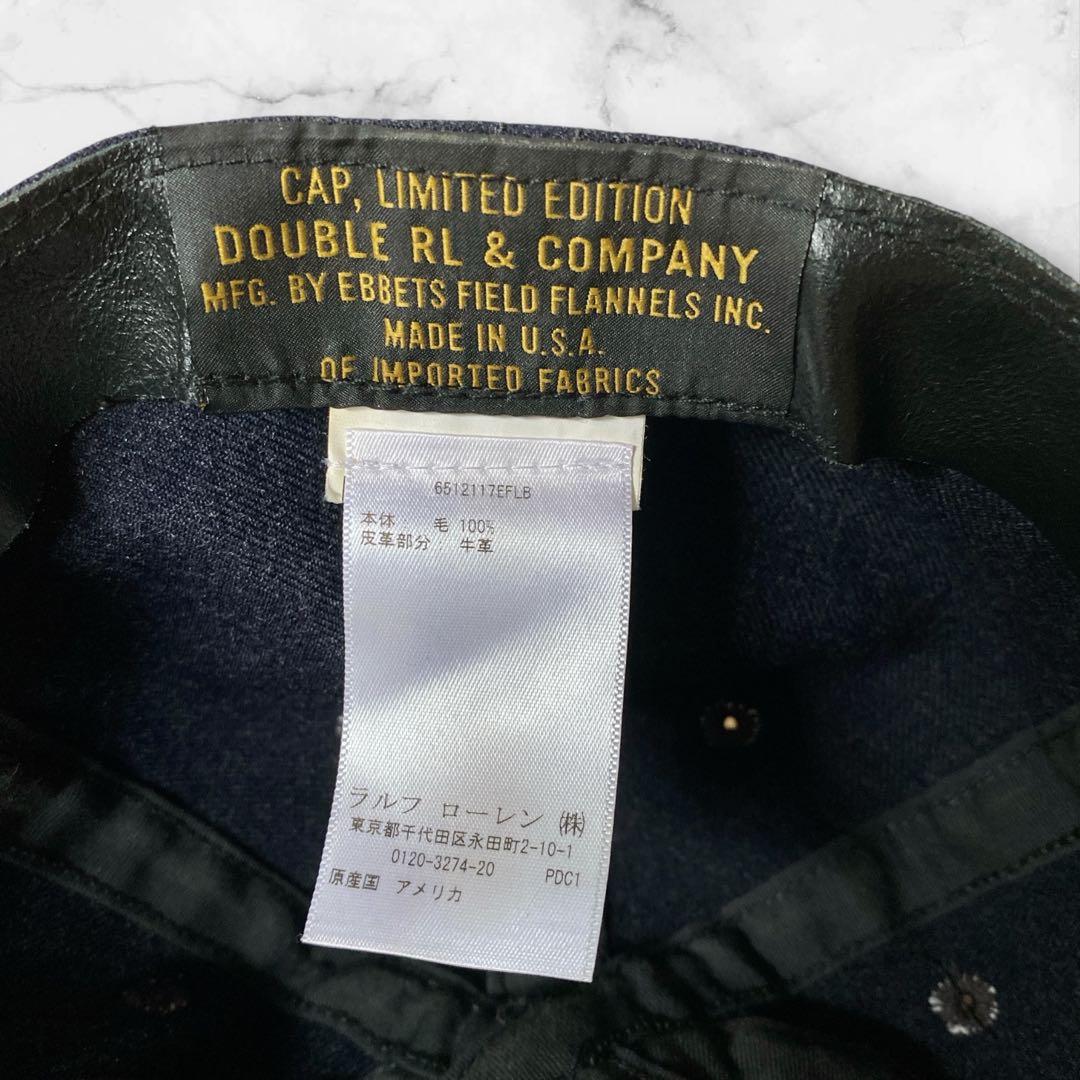 CAP, LIMITED EDITION
DOUBLE RL & COMPANY
MFG. BY EBBETS FIELD FLANNELS INC.
MADE IN U.S.A.
OF IMPORTED FABRICS
6512117EFLB
本体 毛 100%
皮革部分 牛革
ラルフ ローレン ㈱
東京都千代田区永田町2-10-1
0120-3274-20 PDC1
原産国 アメリカ